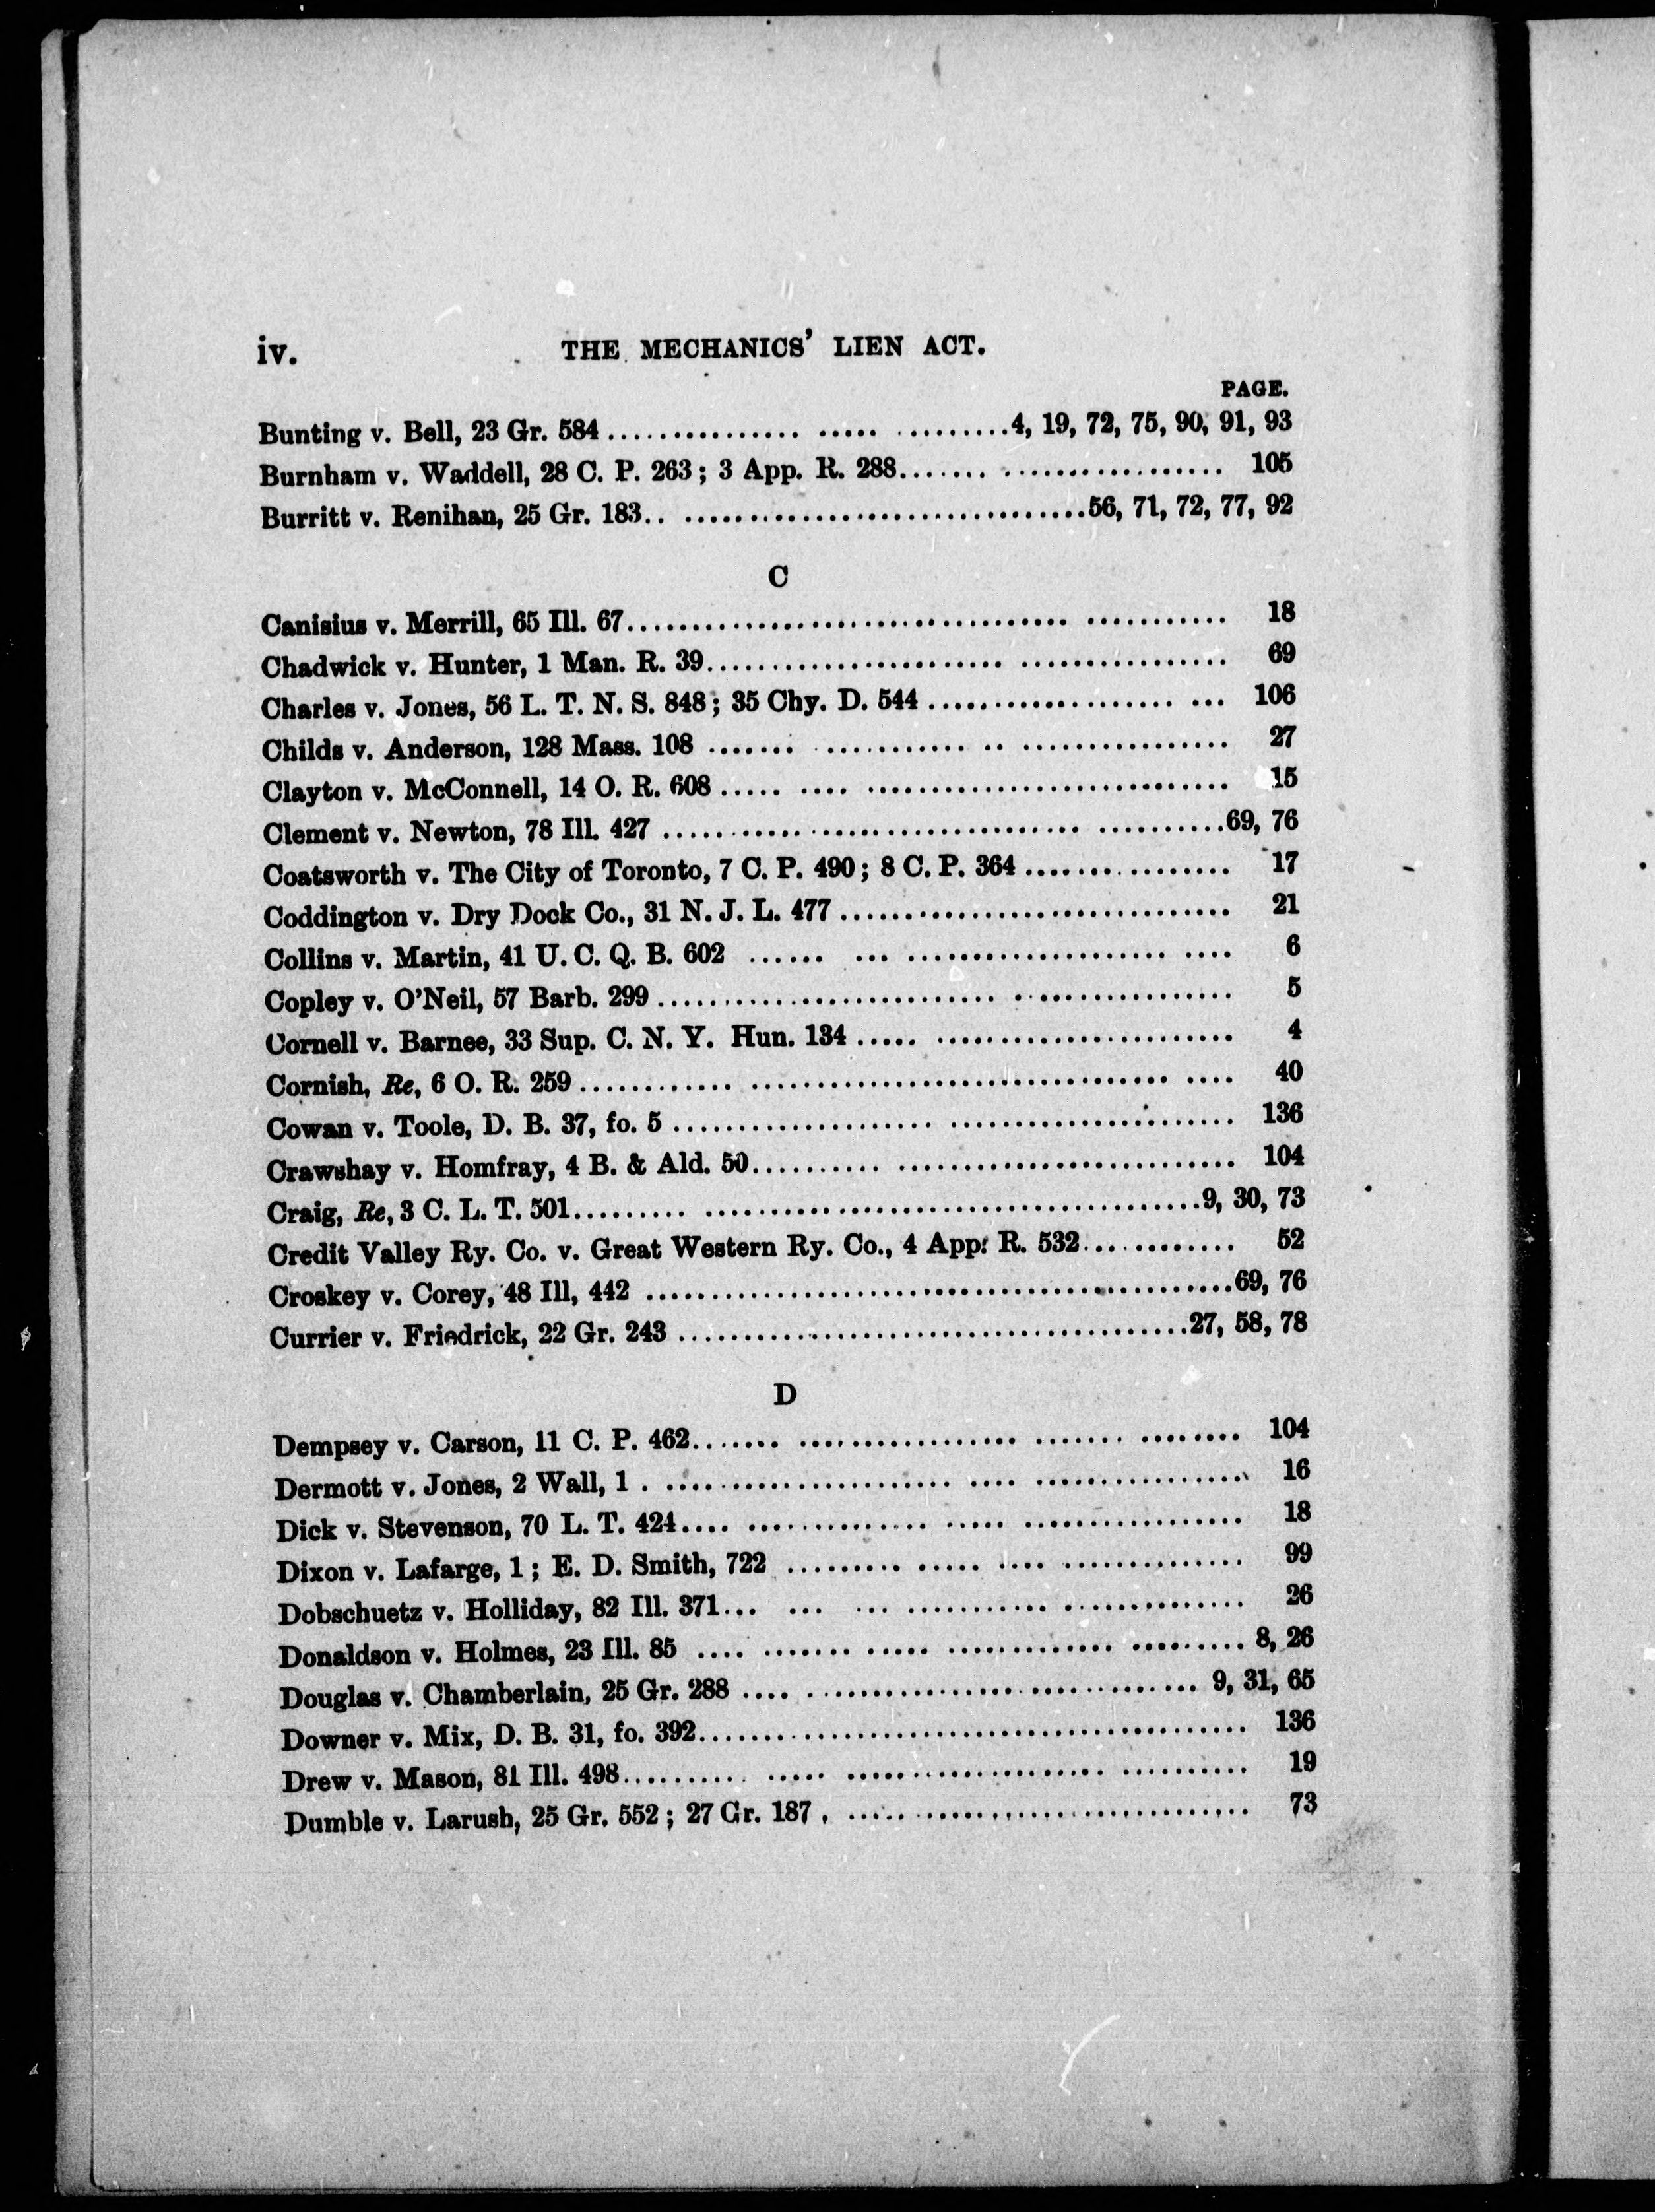 iv. THE MECHANICS' LIEN ACT.
PAGE.
Bunting v. Bell, 23 Gr. 584 ............... ..... .........4, 19, 72, 75, 90, 91, 93
Burnham v. Waddell, 28 C. P. 263; 3 App. R. 288....... ................. 105
Burritt v. Renihan, 25 Gr. 183.. ...............................56, 71, 72, 77, 92
C
Canisius v. Merrill, 65 Ill. 67.................................. ........... 18
Chadwick v. Hunter, 1 Man. R. 39....................... ................ 69
Charles v. Jones, 56 L. T. N. S. 848; 35 Chy. D. 544 ................... ... 106
Childs v. Anderson, 128 Mass. 108 ....... ........... .. ................ 27
Clayton v. McConnell, 14 O. R. 608 ..... .... ............................ 15
Clement v. Newton, 78 Ill. 427 ................................ ..........69, 76
Coatsworth v. The City of Toronto, 7 C. P. 490; 8 C. P. 364 ................ 17
Coddington v. Dry Dock Co., 31 N. J. L. 477 .............................. 21
Collins v. Martin, 41 U. C. Q. B. 602 ...... ... .................... .... 6
Copley v. O'Neil, 57 Barb. 299 .......................... ................. 5
Cornell v. Barnee, 33 Sup. C. N. Y. Hun. 134 ..... ....................... 4
Cornish, Re, 6 O. R. 259 ............ ................................ .... 40
Cowan v. Toole, D. B. 37, fo. 5 .................... ...................... 136
Crawshay v. Homfray, 4 B. & Ald. 50.......... .......................... 104
Craig, Re, 3 C. L. T. 501......... ......................................9, 30, 73
Credit Valley Ry. Co. v. Great Western Ry. Co., 4 App. R. 532............ 52
Croskey v. Corey, 48 Ill, 442 .............................................69, 76
Currier v. Friedrick, 22 Gr. 243 .......................................27, 58, 78
D
Dempsey v. Carson, 11 C. P. 462....... ................. ....... ........ 104
Dermott v. Jones, 2 Wall, 1 . ...................... .... ................ 16
Dick v. Stevenson, 70 L. T. 424.... .............. ..... ................. 18
Dixon v. Lafarge, 1; E. D. Smith, 722 ......... ..... .... .............. 99
Dobschuetz v. Holliday, 82 Ill. 371... ... ... ........... .............. 26
Donaldson v. Holmes, 23 Ill. 85 .... ....... ..... ............. ......... 8, 26
Douglas v. Chamberlain, 25 Gr. 288 .... .............................. 9, 31, 65
Downer v. Mix, D. B. 31, fo. 392.......................................... 136
Drew v. Mason, 81 Ill. 498.......... ..... .................... .......... 19
Dumble v. Larush, 25 Gr. 552; 27 Gr. 187 . .............................. 73